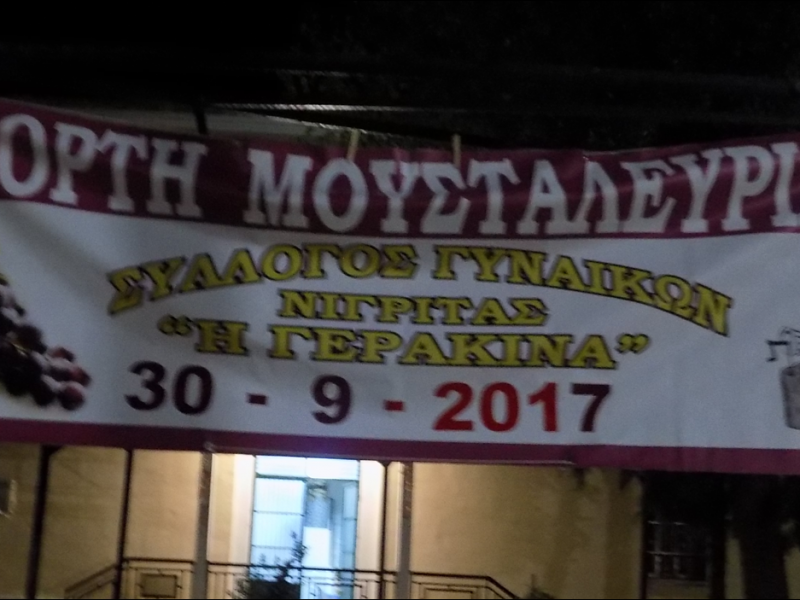 ΟΡΤΗ ΜΟΥΣΤΑΛΕΥΡΙ
ΣΥΛΛΟΓΟΣ ΓΥΝΑΙΚΩΝ
ΝΙΓΡΙΤΑΣ
“Η ΓΕΡΑΚΙΝΑ”
30 - 9 - 2017